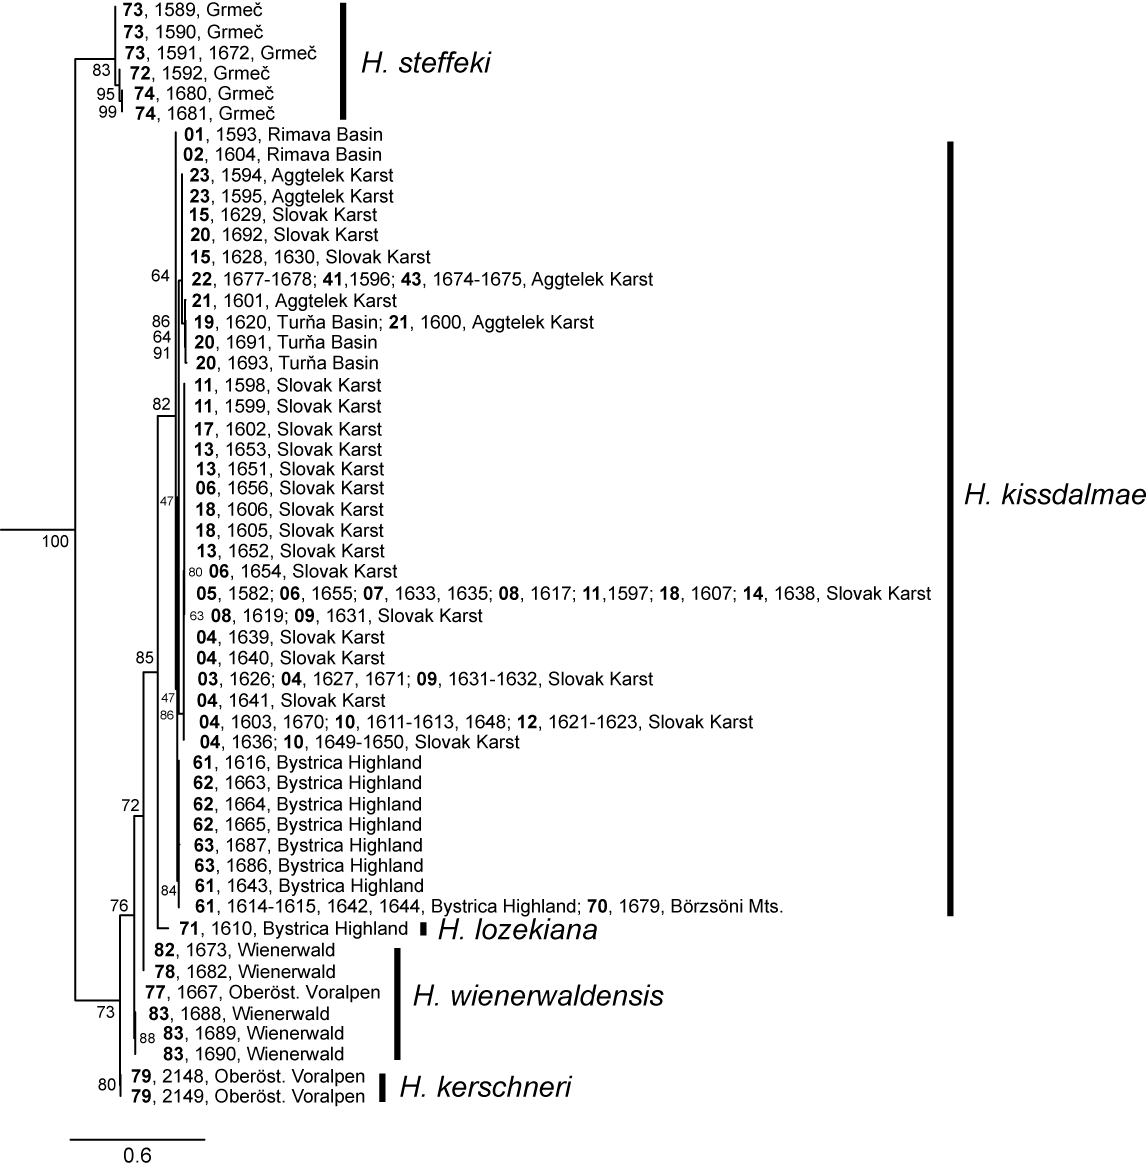 73, 1589, Grmeč
73, 1590, Grmeč
73, 1591, 1672, Grmeč
H. steffeki
83
72, 1592, Grmeč
95
74, 1680, Grmeč
99
74, 1681, Grmeč
01, 1593, Rimava Basin
02, 1604, Rimava Basin
23, 1594, Aggtelek Karst
23, 1595, Aggtelek Karst
15, 1629, Slovak Karst
20, 1692, Slovak Karst
15, 1628, 1630, Slovak Karst
64
22, 1677-1678; 41,1596; 43, 1674-1675, Aggtelek Karst
21, 1601, Aggtelek Karst
86
19, 1620, Turňa Basin; 21, 1600, Aggtelek Karst
64
20, 1691, Turňa Basin
91
20, 1693, Turňa Basin
11, 1598, Slovak Karst
82
11, 1599, Slovak Karst
17, 1602, Slovak Karst
13, 1653, Slovak Karst
13, 1651, Slovak Karst
06, 1656, Slovak Karst
H. kissdalmae
47
18, 1606, Slovak Karst
18, 1605, Slovak Karst
100
13, 1652, Slovak Karst
80
06, 1654, Slovak Karst
05, 1582; 06, 1655; 07, 1633, 1635; 08, 1617; 11,1597; 18, 1607; 14, 1638, Slovak Karst
63
08, 1619; 09, 1631, Slovak Karst
04, 1639, Slovak Karst
85
04, 1640, Slovak Karst
03, 1626; 04, 1627, 1671; 09, 1631-1632, Slovak Karst
47
04, 1641, Slovak Karst
86
04, 1603, 1670; 10, 1611-1613, 1648; 12, 1621-1623, Slovak Karst
04, 1636; 10, 1649-1650, Slovak Karst
61, 1616, Bystrica Highland
62, 1663, Bystrica Highland
72
62, 1664, Bystrica Highland
62, 1665, Bystrica Highland
63, 1687, Bystrica Highland
63, 1686, Bystrica Highland
84
61, 1643, Bystrica Highland
76
61, 1614-1615, 1642, 1644, Bystrica Highland; 70, 1679, Börzsöni Mts.
71, 1610, Bystrica Highland
H. lozekiana
82, 1673, Wienerwald
78, 1682, Wienerwald
77, 1667, Oberöst. Voralpen
H. wienerwaldensis
73
83, 1688, Wienerwald
88
83, 1689, Wienerwald
83, 1690, Wienerwald
80
79, 2148, Oberöst. Voralpen
79, 2149, Oberöst. Voralpen
H. kerschneri
0.6